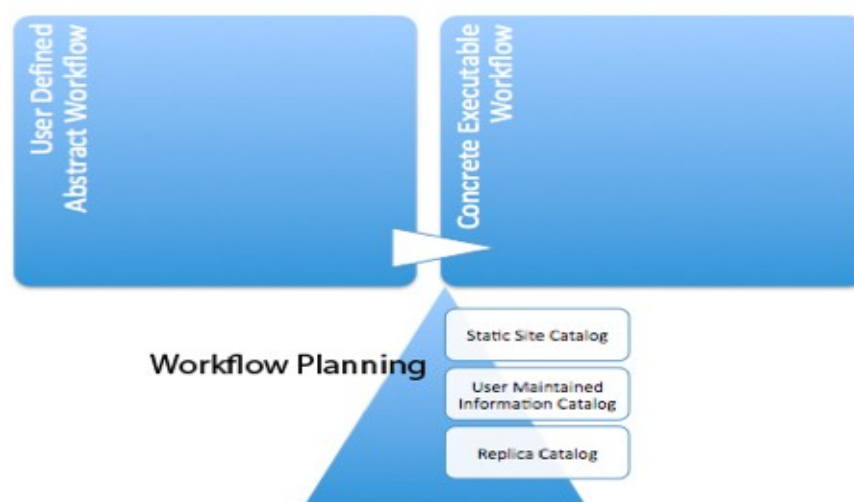 User Defined
Abstract Workflow
Concrete Executable
Workflow
Workflow Planning
Static Site Catalog
User Maintained
Information Catalog
Replica Catalog